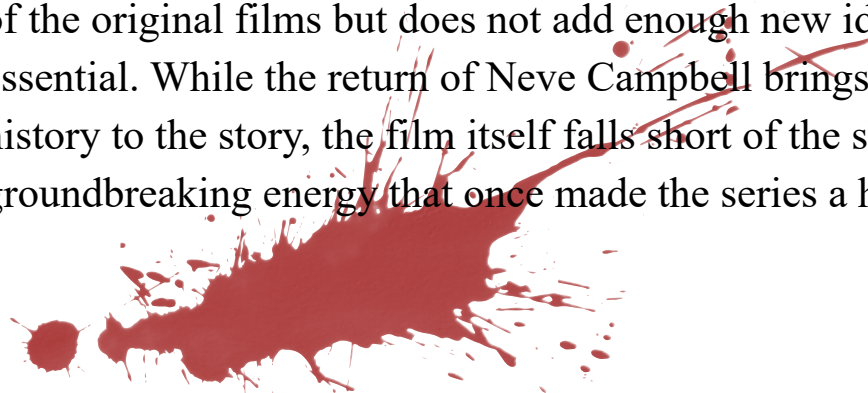 of the original films but does not add enough new
ssential. While the return of Neve Campbell brings
history to the story, the film itself falls short of the
groundbreaking energy that once made the series a